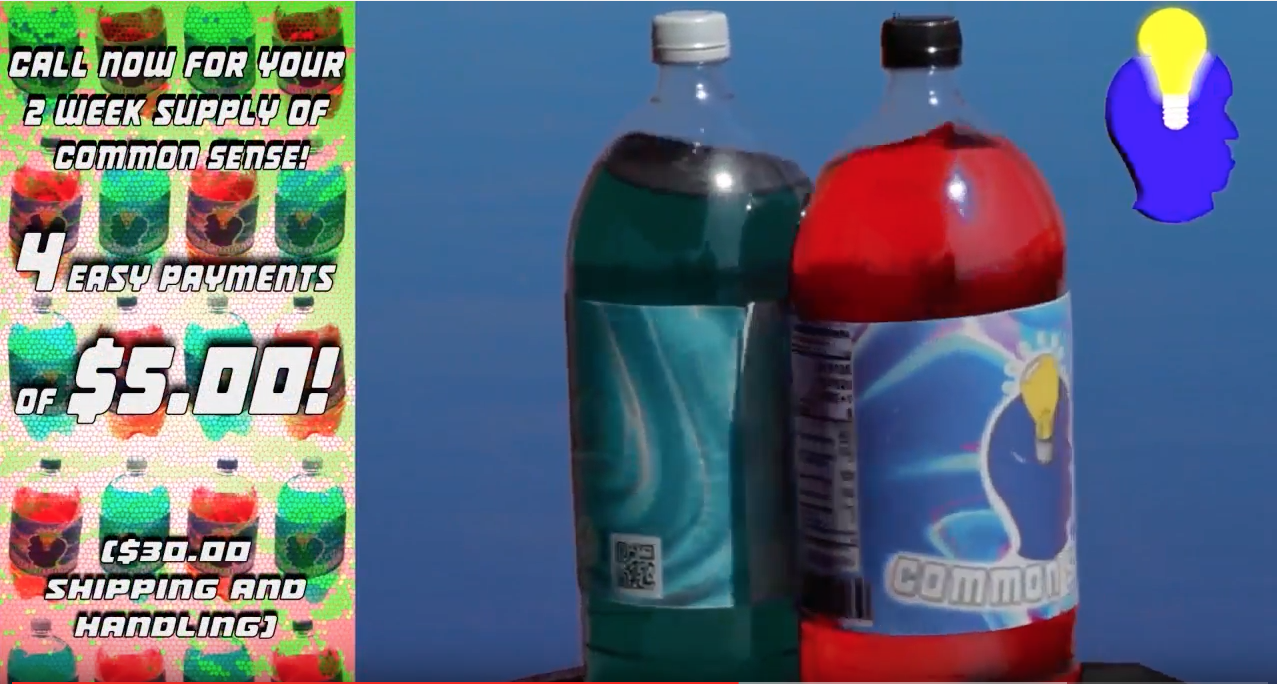 CALL NOW FOR YOUR
2 WEEK SUPPLY OF
COMMON SENSE!
4 EASY PAYMENTS
OF $5.00!
($30.00
SHIPPING AND
HANDLING)
COMMON